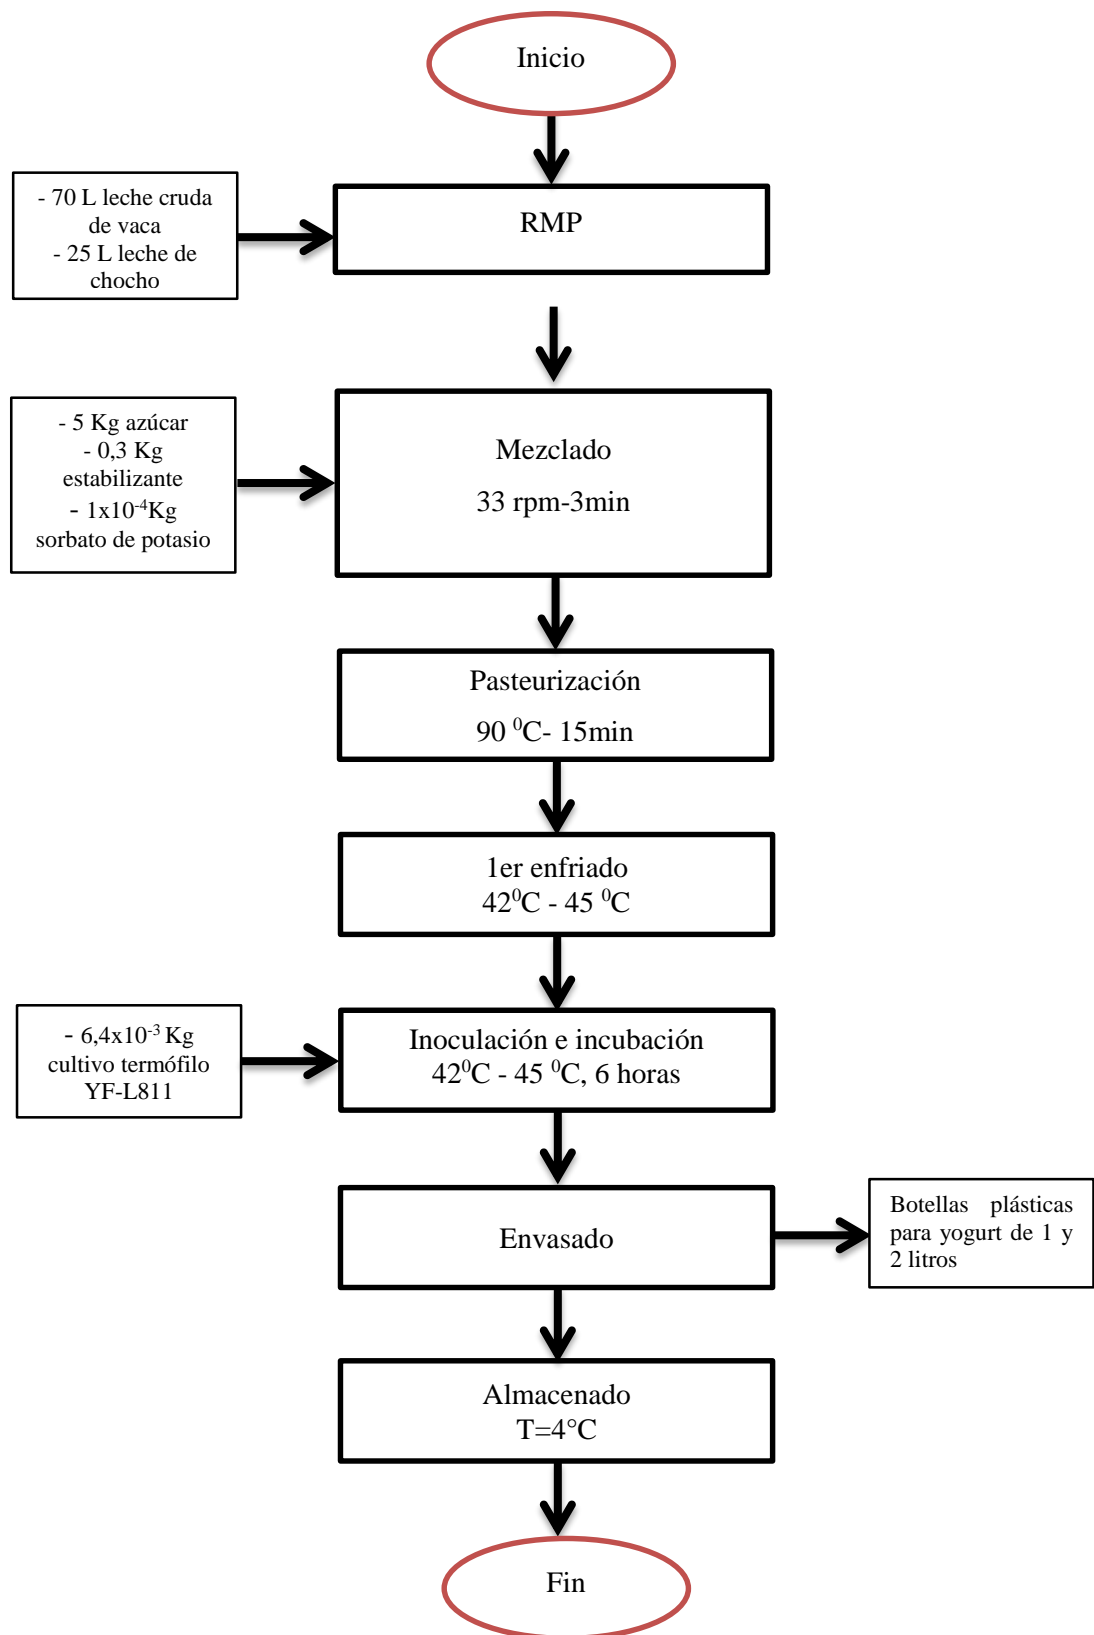 Inicio
- 70 L leche cruda
de vaca
- 25 L leche de
chocho
RMP
- 5 Kg azúcar
- 0,3 Kg
estabilizante
- 1x10⁻⁴Kg
sorbato de potasio
Mezclado
33 rpm-3min
Pasteurización
90 ⁰C- 15min
1er enfriado
42⁰C - 45 ⁰C
- 6,4x10⁻³ Kg
cultivo termófilo
YF-L811
Inoculación e incubación
42⁰C - 45 ⁰C, 6 horas
Envasado
Botellas plásticas
para yogurt de 1 y
2 litros
Almacenado
T=4°C
Fin